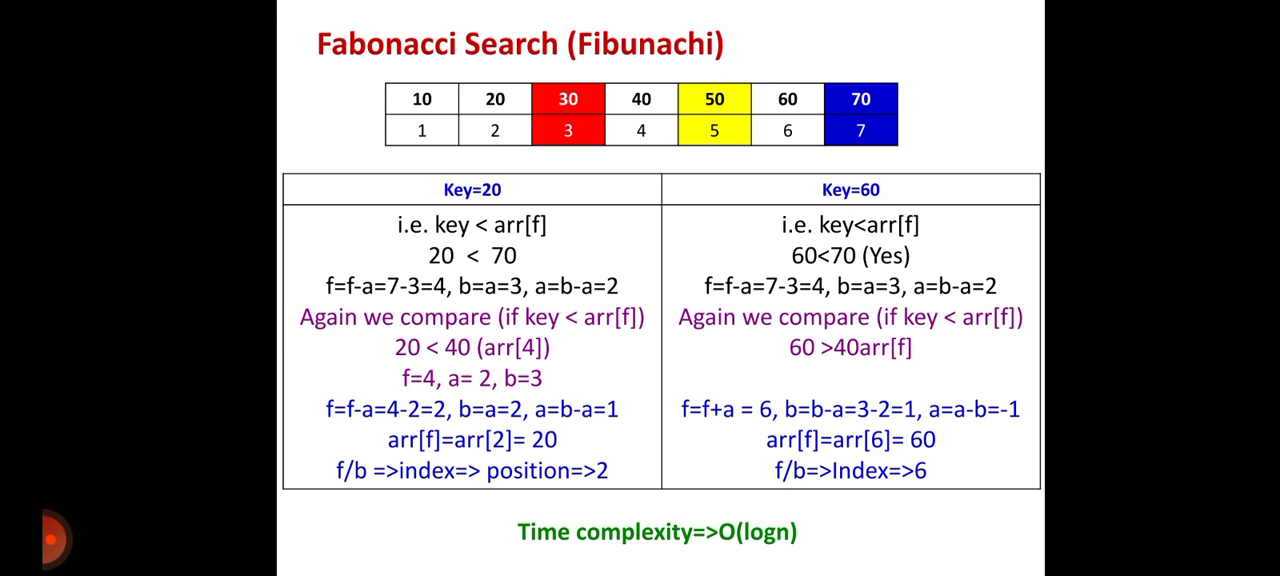 Fabonacci Search (Fibunachi)
10 20 30 40 50 60 70
1 2 3 4 5 6 7
Key=20 Key=60
i.e. key < arr[f] i.e. key<arr[f]
20 < 70 60<70 (Yes)
f=f-a=7-3=4, b=a=3, a=b-a=2 f=f-a=7-3=4, b=a=3, a=b-a=2
Again we compare (if key < arr[f]) Again we compare (if key < arr[f])
20 < 40 (arr[4]) 60 >40arr[f]
f=4, a= 2, b=3
f=f-a=4-2=2, b=a=2, a=b-a=1 f=f+a = 6, b=b-a=3-2=1, a=a-b=-1
arr[f]=arr[2]= 20 arr[f]=arr[6]= 60
f/b =>index=> position=>2 f/b=>Index=>6
Time complexity=>O(logn)